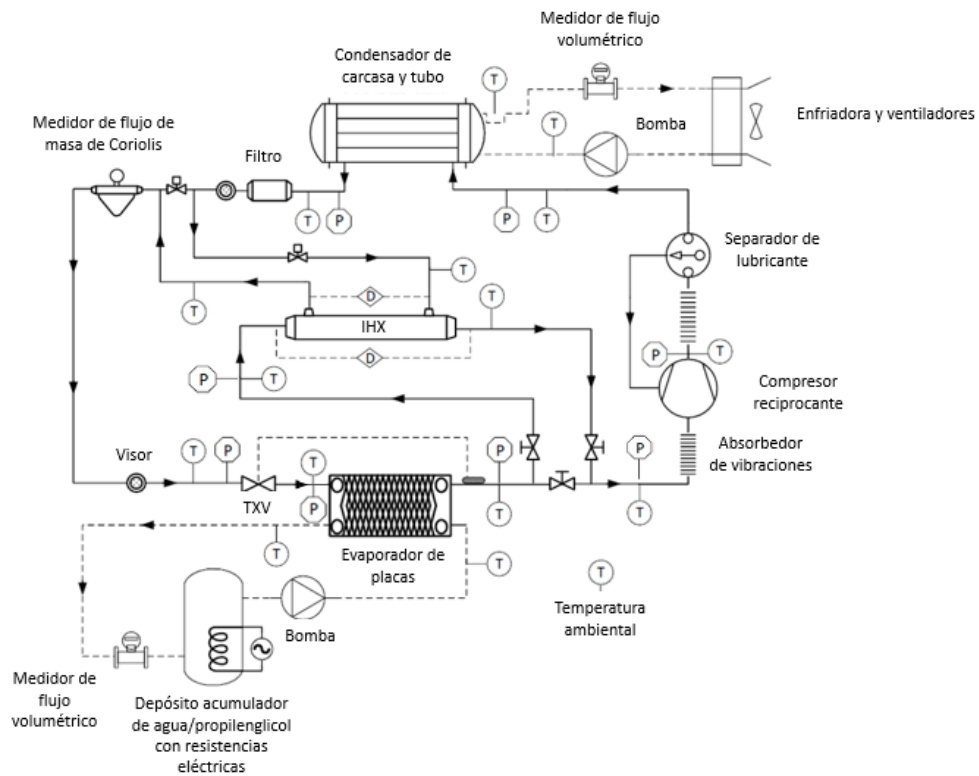 Medidor de flujo
volumétrico
Condensador de
carcasa y tubo
T
Enfriadora y ventiladores
Medidor de flujo de
masa de Coriolis
Filtro
T
Bomba
T
P
P
T
Separador de
lubricante
T
T
D
T
IHX
D
P
T
P
T
Compresor
reciprocante
Absorbedor
de vibraciones
Visor
T
P
T
P
P
TXV
P
T
T
T
Evaporador de
placas
T
T
Temperatura
ambiental
Bomba
Medidor de
flujo
volumétrico
Depósito acumulador
de agua/propilenglicol
con resistencias
eléctricas